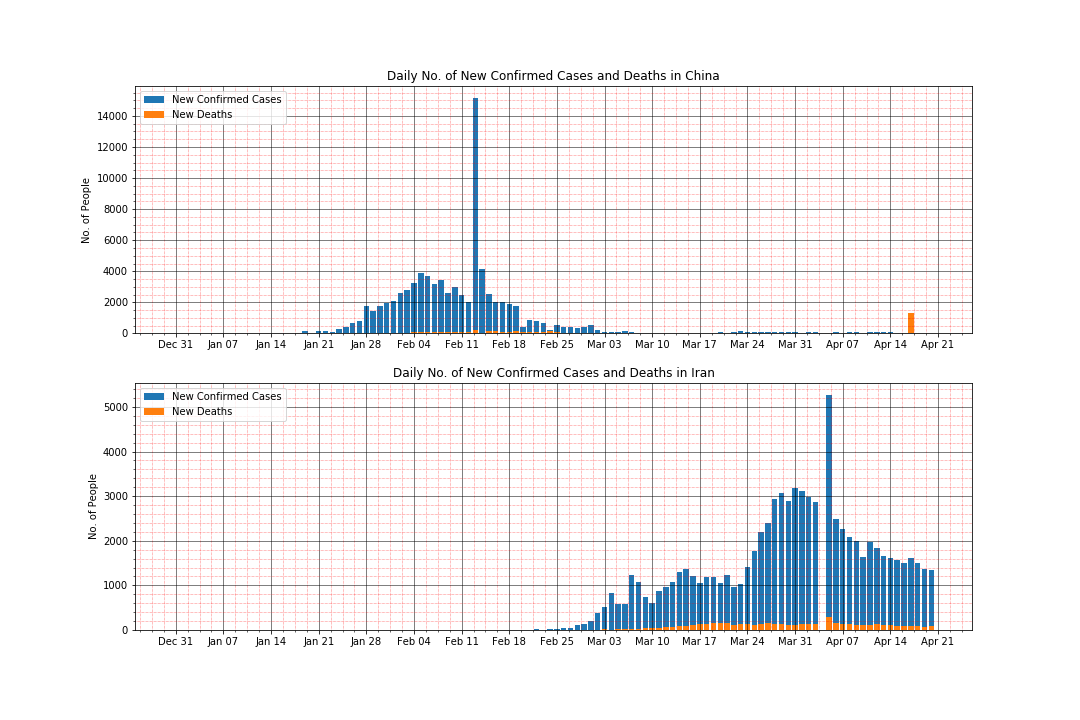 Daily No. of New Confirmed Cases and Deaths in China
New Confirmed Cases
New Deaths
No. of People
14000
12000
10000
8000
6000
4000
2000
0
Dec 31 Jan 07 Jan 14 Jan 21 Jan 28 Feb 04 Feb 11 Feb 18 Feb 25 Mar 03 Mar 10 Mar 17 Mar 24 Mar 31 Apr 07 Apr 14 Apr 21
Daily No. of New Confirmed Cases and Deaths in Iran
New Confirmed Cases
New Deaths
No. of People
5000
4000
3000
2000
1000
0
Dec 31 Jan 07 Jan 14 Jan 21 Jan 28 Feb 04 Feb 11 Feb 18 Feb 25 Mar 03 Mar 10 Mar 17 Mar 24 Mar 31 Apr 07 Apr 14 Apr 21